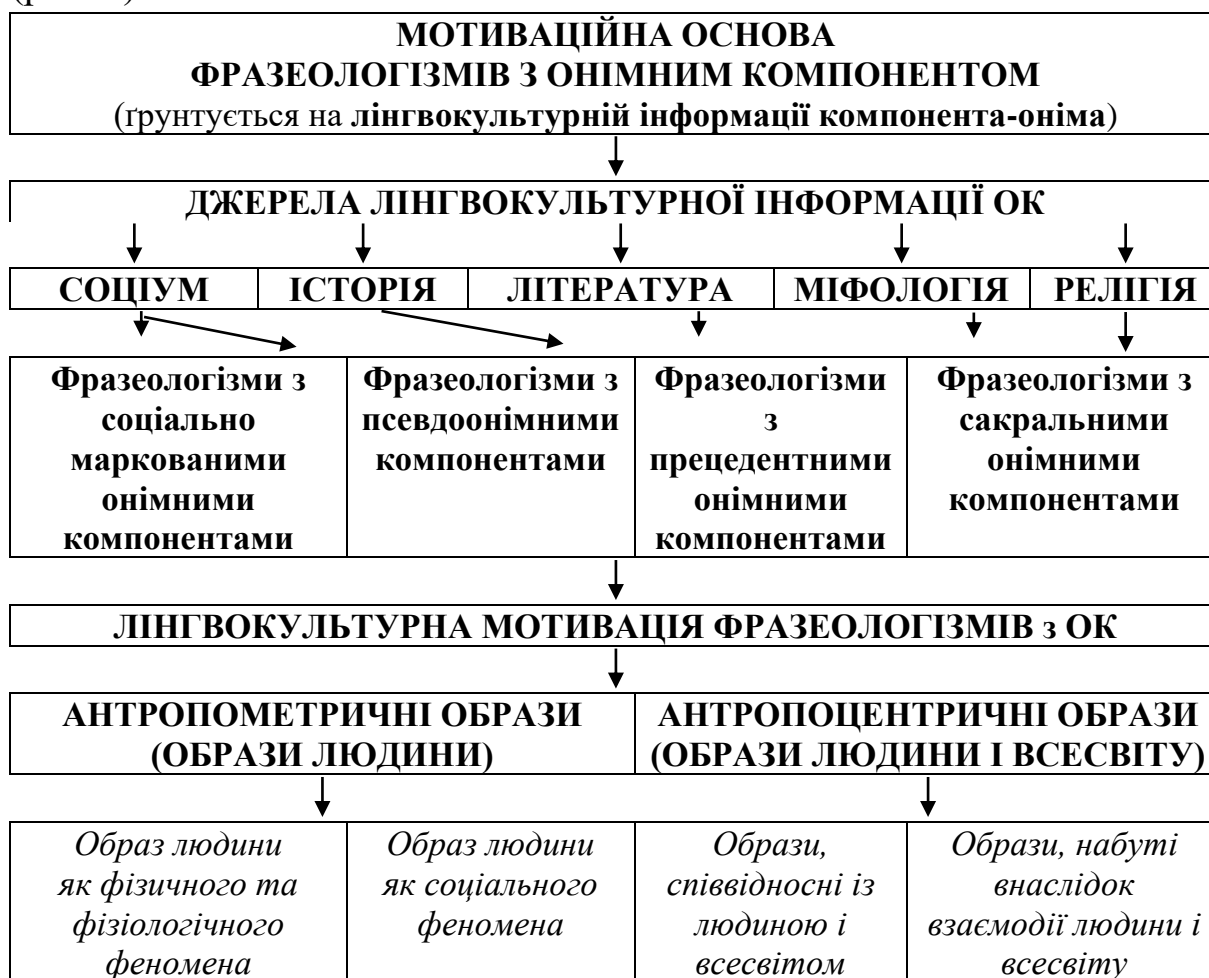 МОТИВАЦІЙНА ОСНОВА
ФРАЗЕОЛОГІЗМІВ З ОНІМНИМ КОМПОНЕНТОМ
(ґрунтується на лінгвокультурній інформації компонента-оніма)
ДЖЕРЕЛА ЛІНГВОКУЛЬТУРНОЇ ІНФОРМАЦІЇ ОК
СОЦІУМ
ІСТОРІЯ
ЛІТЕРАТУРА
МІФОЛОГІЯ
РЕЛІГІЯ
Фразеологізми з
соціально
маркованими
онімними
компонентами
Фразеологізми з
псевдоонімними
компонентами
Фразеологізми
з
прецедентними
онімними
компонентами
Фразеологізми з
сакральними
онімними
компонентами
ЛІНГВОКУЛЬТУРНА МОТИВАЦІЯ ФРАЗЕОЛОГІЗМІВ з ОК
АНТРОПОМЕТРИЧНІ ОБРАЗИ
(ОБРАЗИ ЛЮДИНИ)
АНТРОПОЦЕНТРИЧНІ ОБРАЗИ
(ОБРАЗИ ЛЮДИНИ І ВСЕСВІТУ)
Образ людини
як фізичного та
фізіологічного
феномена
Образ людини
як соціального
феномена
Образи,
співвідносні із
людиною і
всесвітом
Образи, набуті
внаслідок
взаємодії людини і
всесвіту